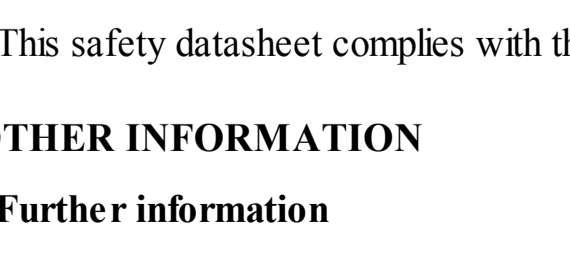 This safety datasheet complies with th
OTHER INFORMATION
Further information